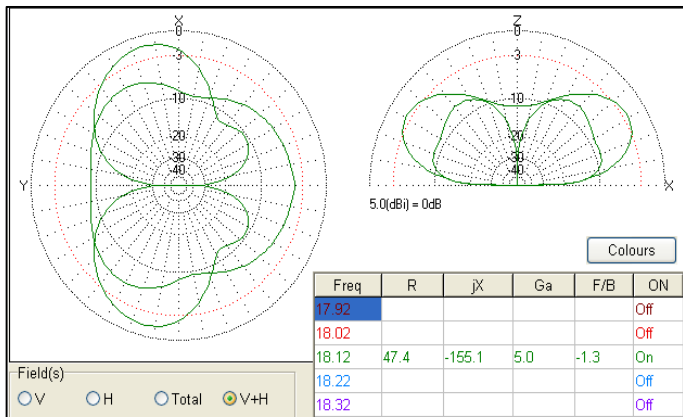 X
0
-3
-10
-20
-30
-40
Y
Z
0
-3
-10
-20
-30
-40
X
5.0(dBi) = 0dB
Colours
Freq R jX Ga F/B ON
17.92 Off
18.02 Off
18.12 47.4 -155.1 5.0 -1.3 On
18.22 Off
18.32 Off
Field(s)
V H Total V+H